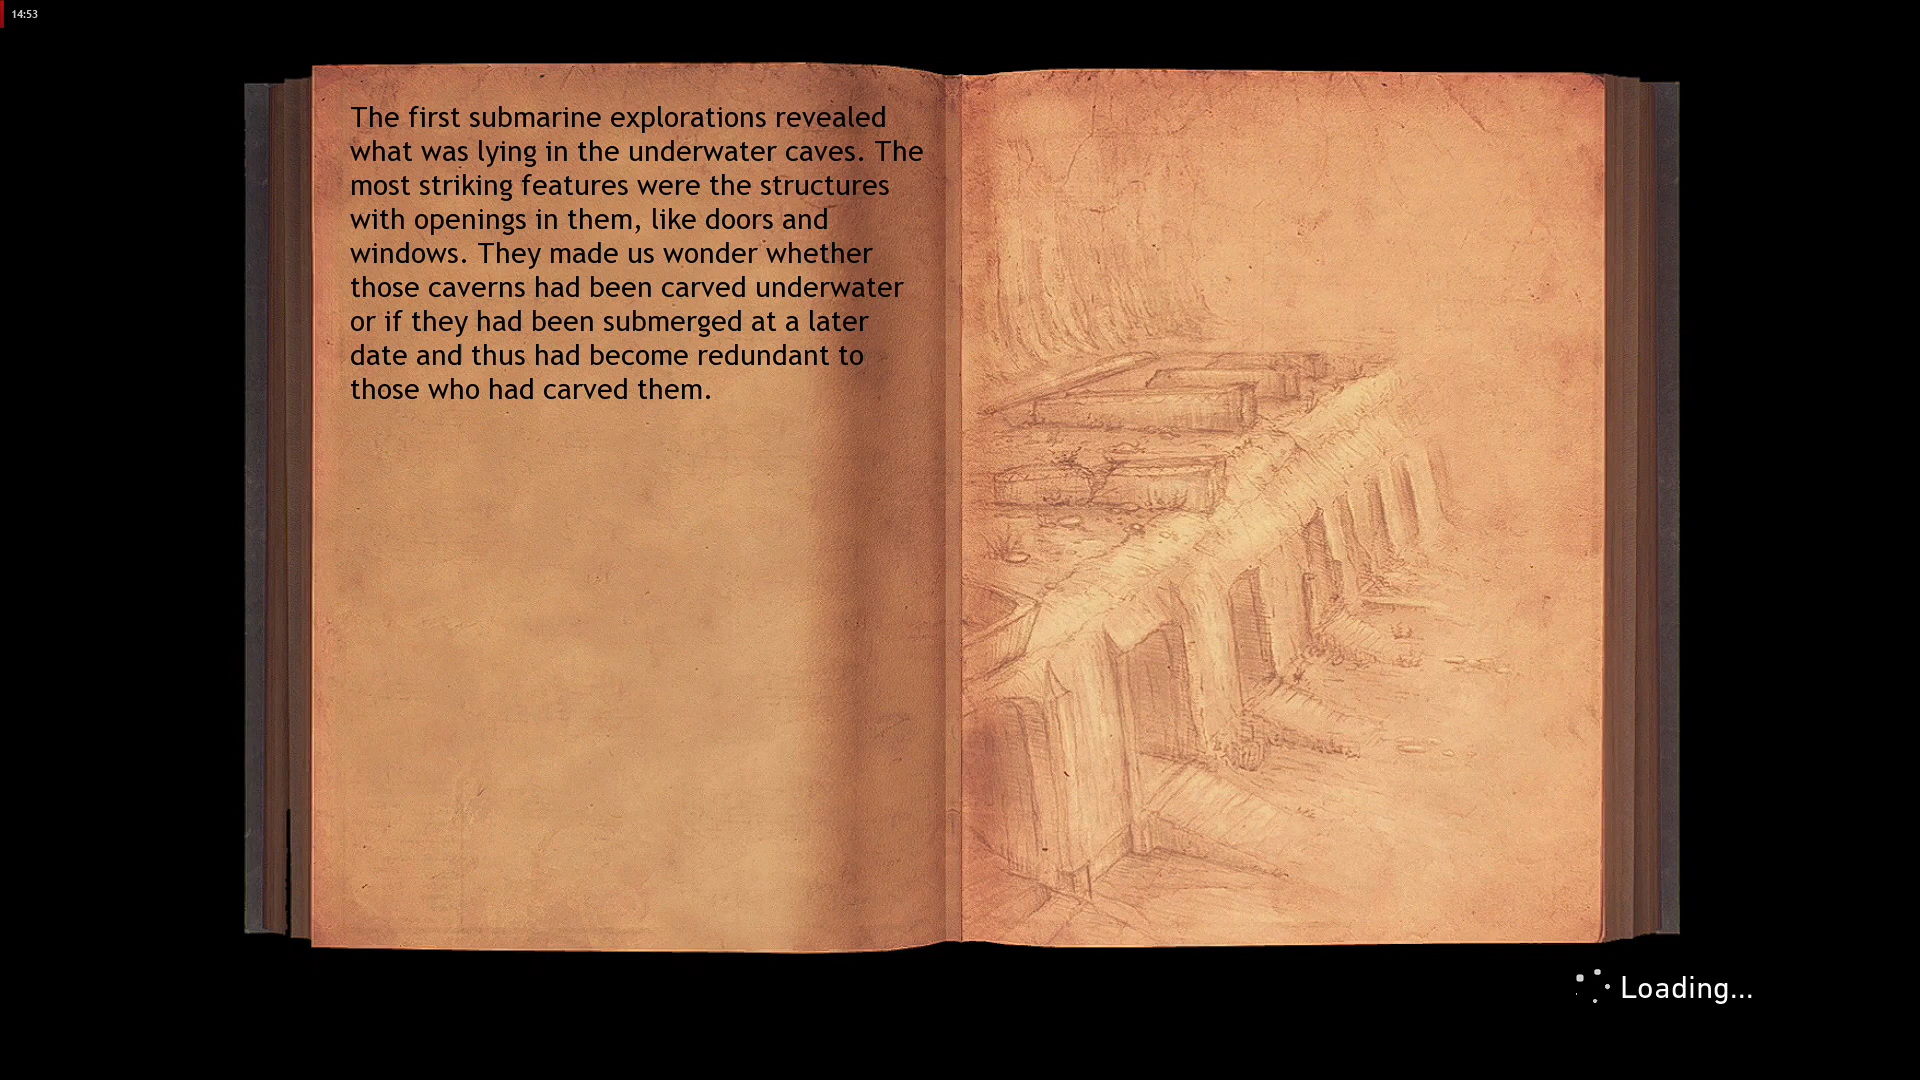 14:53
The first submarine explorations revealed
what was lying in the underwater caves. The
most striking features were the structures
with openings in them, like doors and
windows. They made us wonder whether
those caverns had been carved underwater
or if they had been submerged at a later
date and thus had become redundant to
those who had carved them.
Loading...